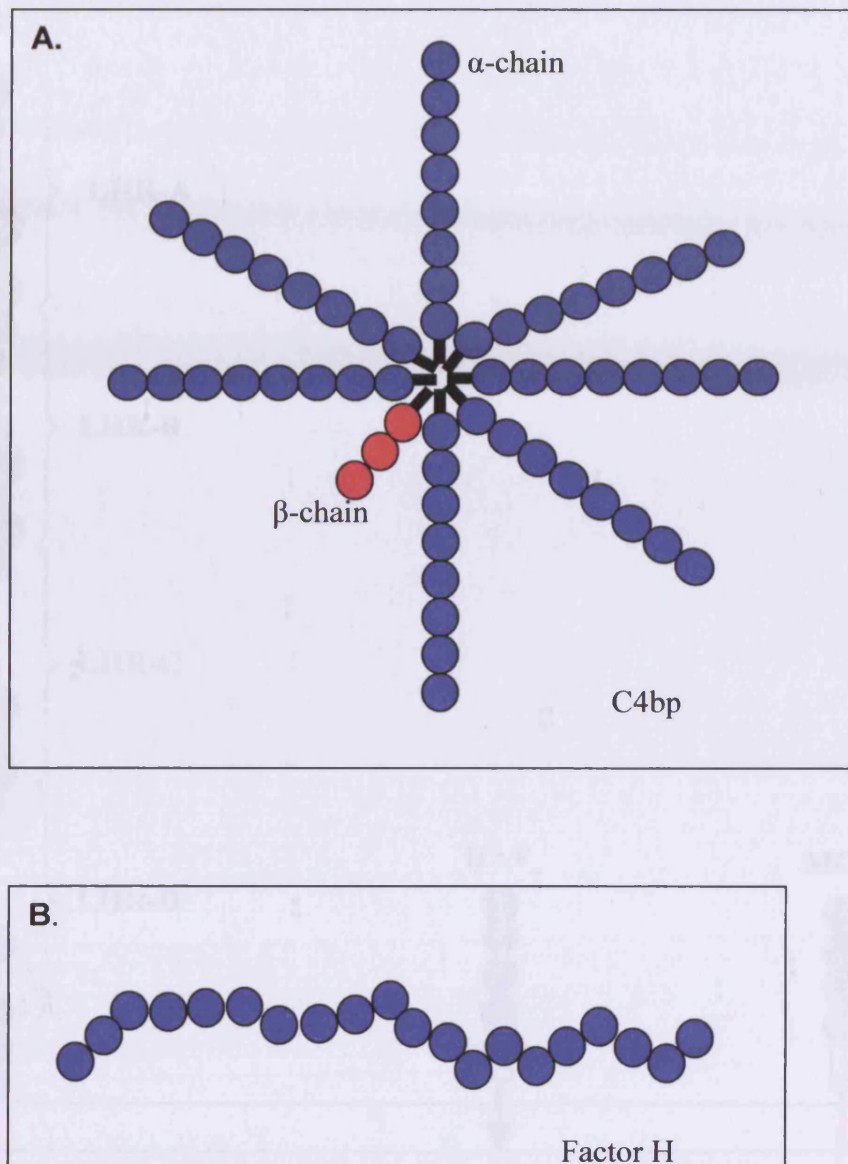 A.
α-chain
β-chain
C4bp
B.
Factor H